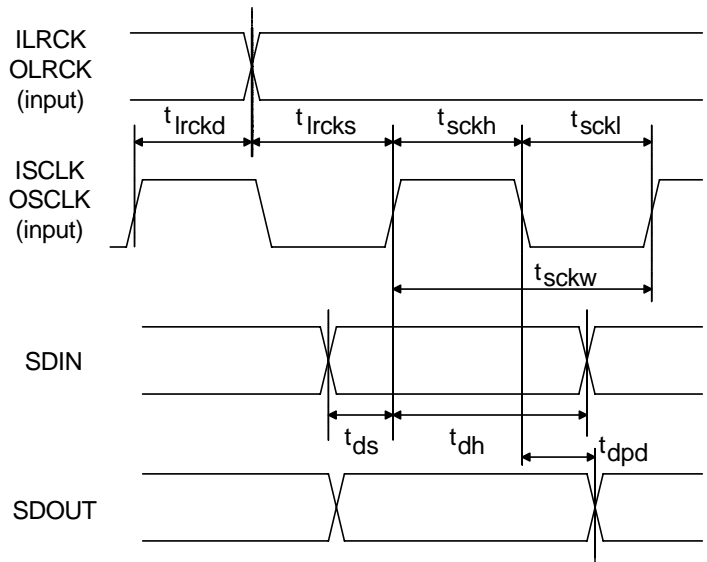 ILRCK
OLRCK
(input)
tlrckd tlrcks tsckh tsckl
ISCLK
OSCLK
(input)
tsckw
SDIN
tds tdh tdpd
SDOUT